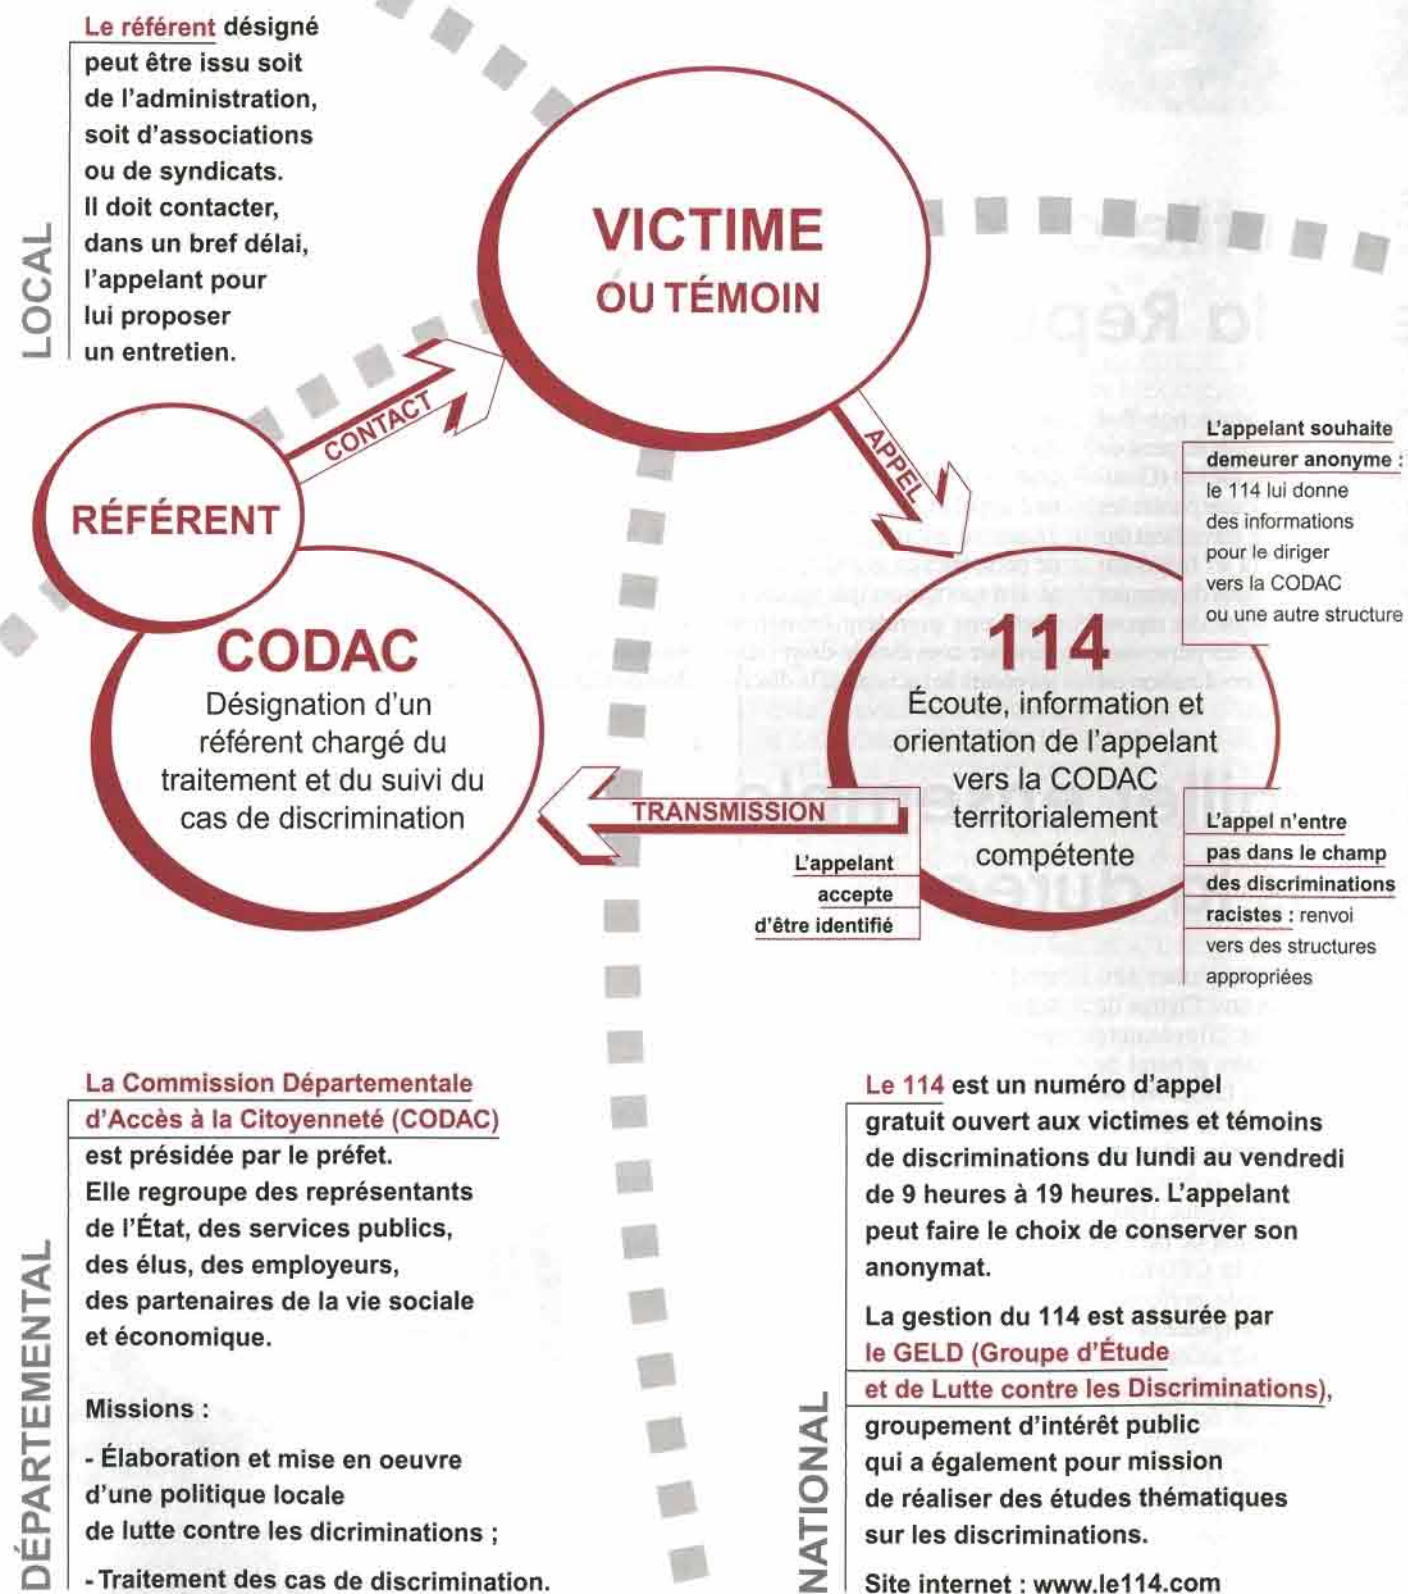 Le référent désigné
peut être issu soit
de l'administration,
soit d'associations
ou de syndicats.
Il doit contacter,
dans un bref délai,
l'appelant pour
lui proposer
un entretien.
LOCAL
VICTIME
OU TÉMOIN
CONTACT
APPEL
RÉFÉRENT
L'appelant souhaite
demeurer anonyme :
le 114 lui donne
des informations
pour le diriger
vers la CODAC
ou une autre structure
CODAC
Désignation d'un
référent chargé du
traitement et du suivi du
cas de discrimination
114
Écoute, information et
orientation de l'appelant
vers la CODAC
territorialement
compétente
TRANSMISSION
L'appelant
accepte
d'être identifié
L'appel n'entre
pas dans le champ
des discriminations
racistes : renvoi
vers des structures
appropriées
DÉPARTEMENTAL
La Commission Départementale
d'Accès à la Citoyenneté (CODAC)
est présidée par le préfet.
Elle regroupe des représentants
de l'État, des services publics,
des élus, des employeurs,
des partenaires de la vie sociale
et économique.
Missions :
- Élaboration et mise en oeuvre
d'une politique locale
de lutte contre les dicriminations ;
- Traitement des cas de discrimination.
NATIONAL
Le 114 est un numéro d'appel
gratuit ouvert aux victimes et témoins
de discriminations du lundi au vendredi
de 9 heures à 19 heures. L'appelant
peut faire le choix de conserver son
anonymat.
La gestion du 114 est assurée par
le GELD (Groupe d'Étude
et de Lutte contre les Discriminations),
groupement d'intérêt public
qui a également pour mission
de réaliser des études thématiques
sur les discriminations.
Site internet : www.le114.com